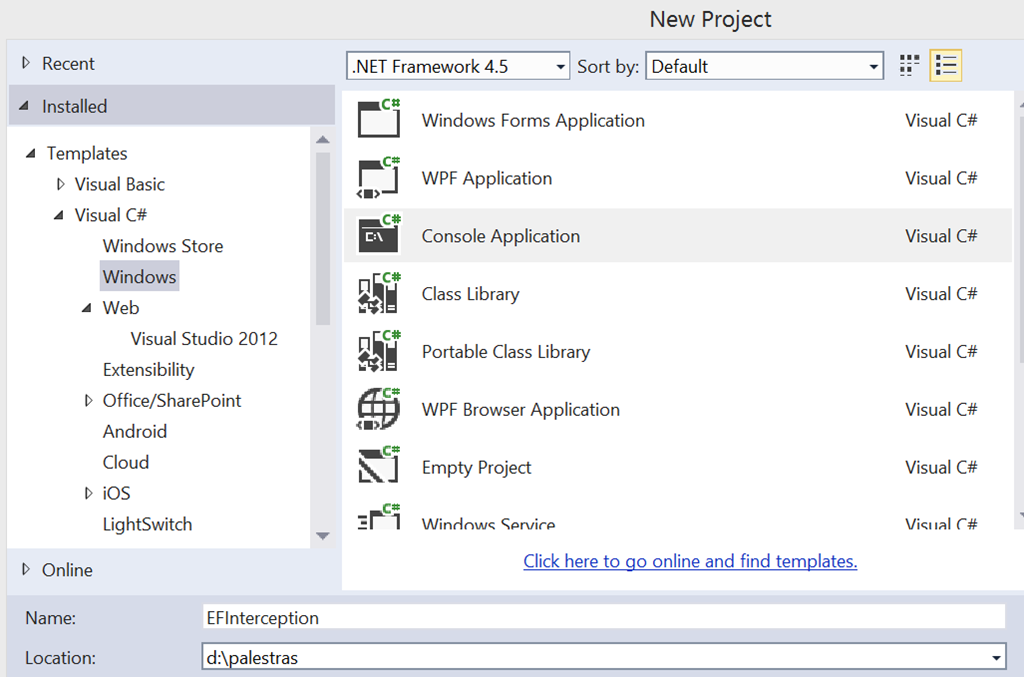 New Project
Recent
Installed
Templates
Visual Basic
Visual C#
Windows Store
Windows
Web
Visual Studio 2012
Extensibility
Office/SharePoint
Android
Cloud
iOS
LightSwitch
Online
.NET Framework 4.5 Sort by: Default
C# Windows Forms Application Visual C#
C# WPF Application Visual C#
C# C:\ Console Application Visual C#
C# Class Library Visual C#
C# Portable Class Library Visual C#
C# WPF Browser Application Visual C#
C# Empty Project Visual C#
C# Windows Service Visual C#
Click here to go online and find templates.
Name: EFInterception
Location: d:\palestras